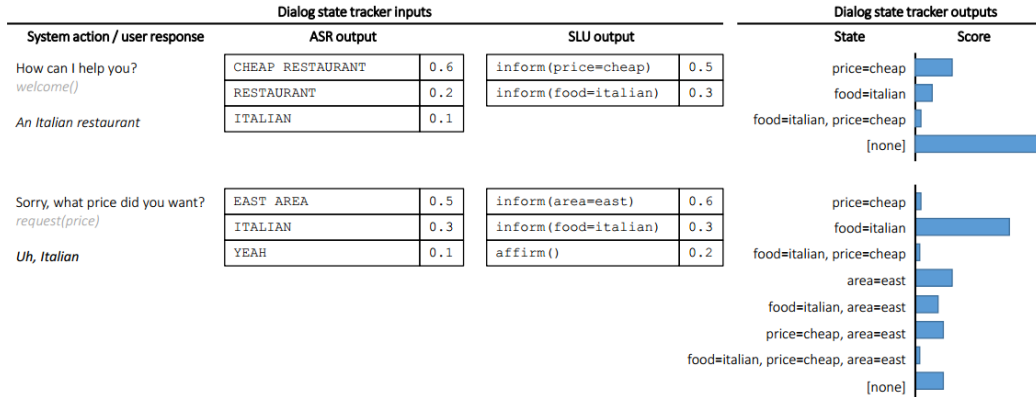 Dialog state tracker inputs
Dialog state tracker outputs
System action / user response
ASR output
SLU output
State
Score
How can I help you?
welcome()
An Italian restaurant
CHEAP RESTAURANT 0.6
RESTAURANT 0.2
ITALIAN 0.1
inform(price=cheap) 0.5
inform(food=italian) 0.3
price=cheap
food=italian
food=italian, price=cheap
[none]
Sorry, what price did you want?
request(price)
Uh, Italian
EAST AREA 0.5
ITALIAN 0.3
YEAH 0.1
inform(area=east) 0.6
inform(food=italian) 0.3
affirm() 0.2
price=cheap
food=italian
food=italian, price=cheap
area=east
food=italian, area=east
price=cheap, area=east
food=italian, price=cheap, area=east
[none]